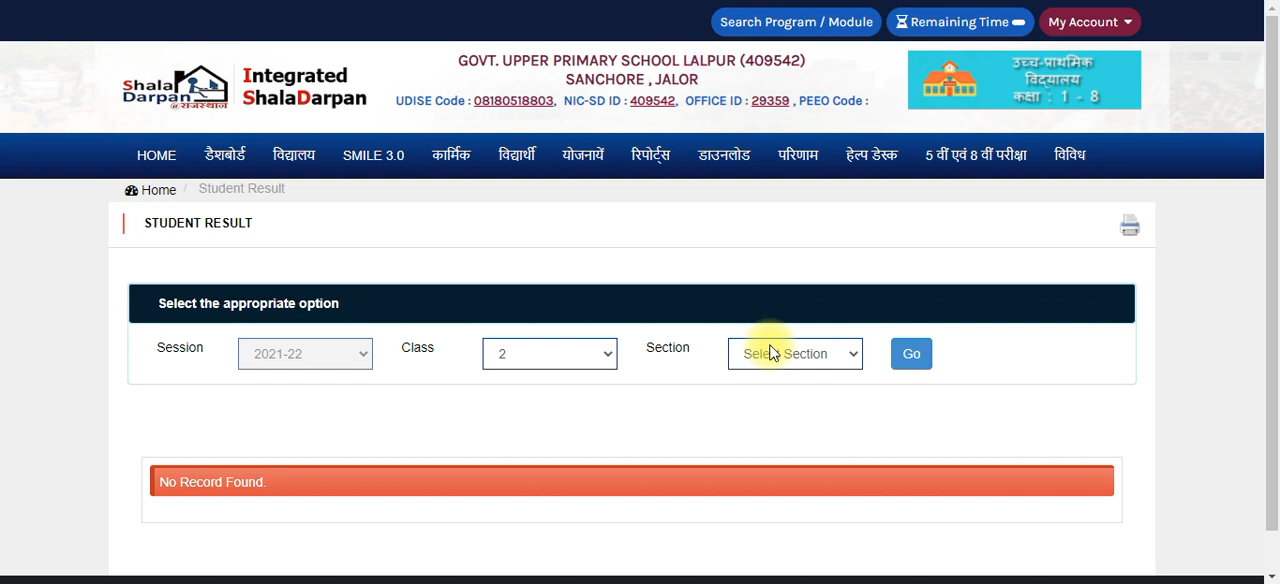 Search Program / Module
Remaining Time
My Account
Shala Darpan
@राजस्थान
Integrated
ShalaDarpan
GOVT. UPPER PRIMARY SCHOOL LALPUR (409542)
SANCHORE , JALOR
UDISE Code : 08180518803, NIC-SD ID : 409542, OFFICE ID : 29359 , PEEO Code :
उच्च-प्राथमिक
विद्यालय
कक्षा : 1 - 8
HOME डैशबोर्ड विद्यालय SMILE 3.0 कार्मिक विद्यार्थी योजनायें रिपोर्ट्स डाउनलोड परिणाम हेल्प डेस्क 5 वीं एवं 8 वीं परीक्षा विविध
Home / Student Result
STUDENT RESULT
Select the appropriate option
Session 2021-22 Class 2 Section Select Section Go
No Record Found.